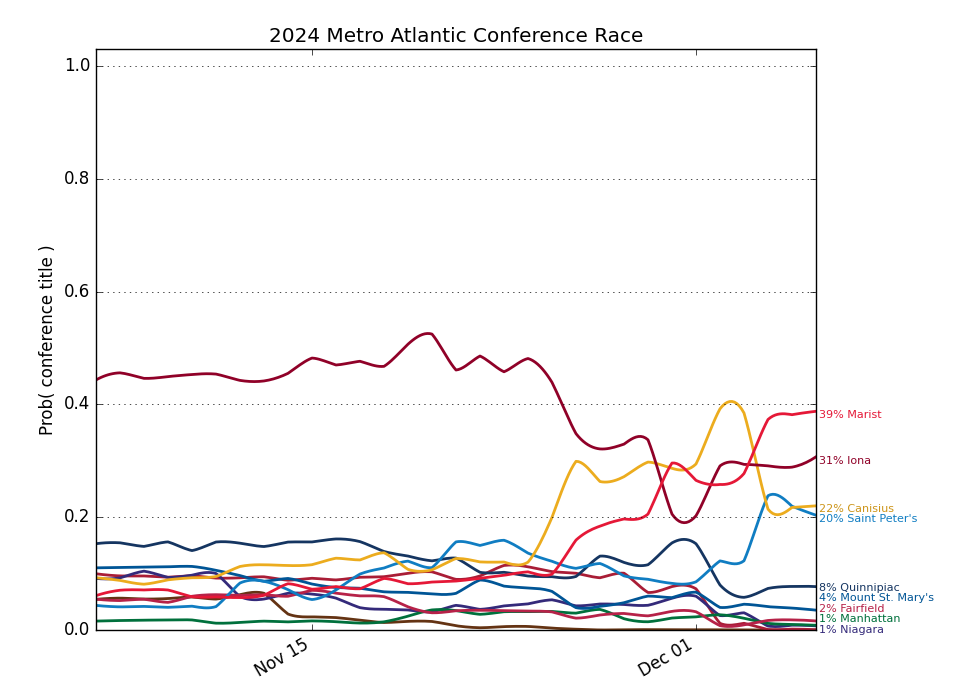 2024 Metro Atlantic Conference Race
1.0
0.8
0.6
0.4
0.2
0.0
Prob( conference title )
Nov 15
Dec 01
39% Marist
31% Iona
22% Canisius
20% Saint Peter's
8% Quinnipiac
4% Mount St. Mary's
2% Fairfield
1% Manhattan
1% Niagara